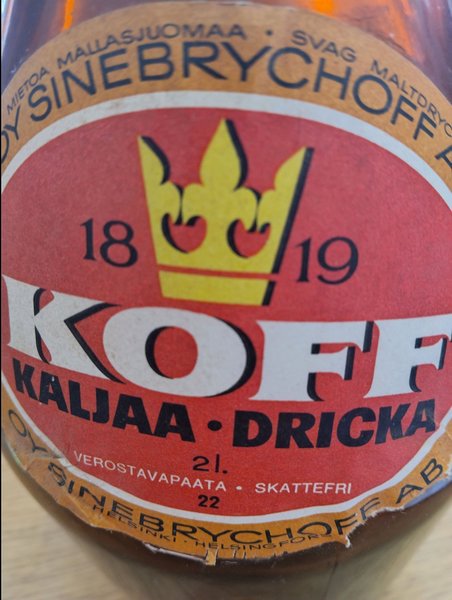 MIETOA MALLASJUOMAA · SVAG MALTDRYC
OY SINEBRYCHOFF A
18 19
KOFF
KALJAA · DRICKA
2 l.
VEROSTAVAPAATA · SKATTEFRI
22
OY SINEBRYCHOFF AB
HELSINKI · HELSINGFORS